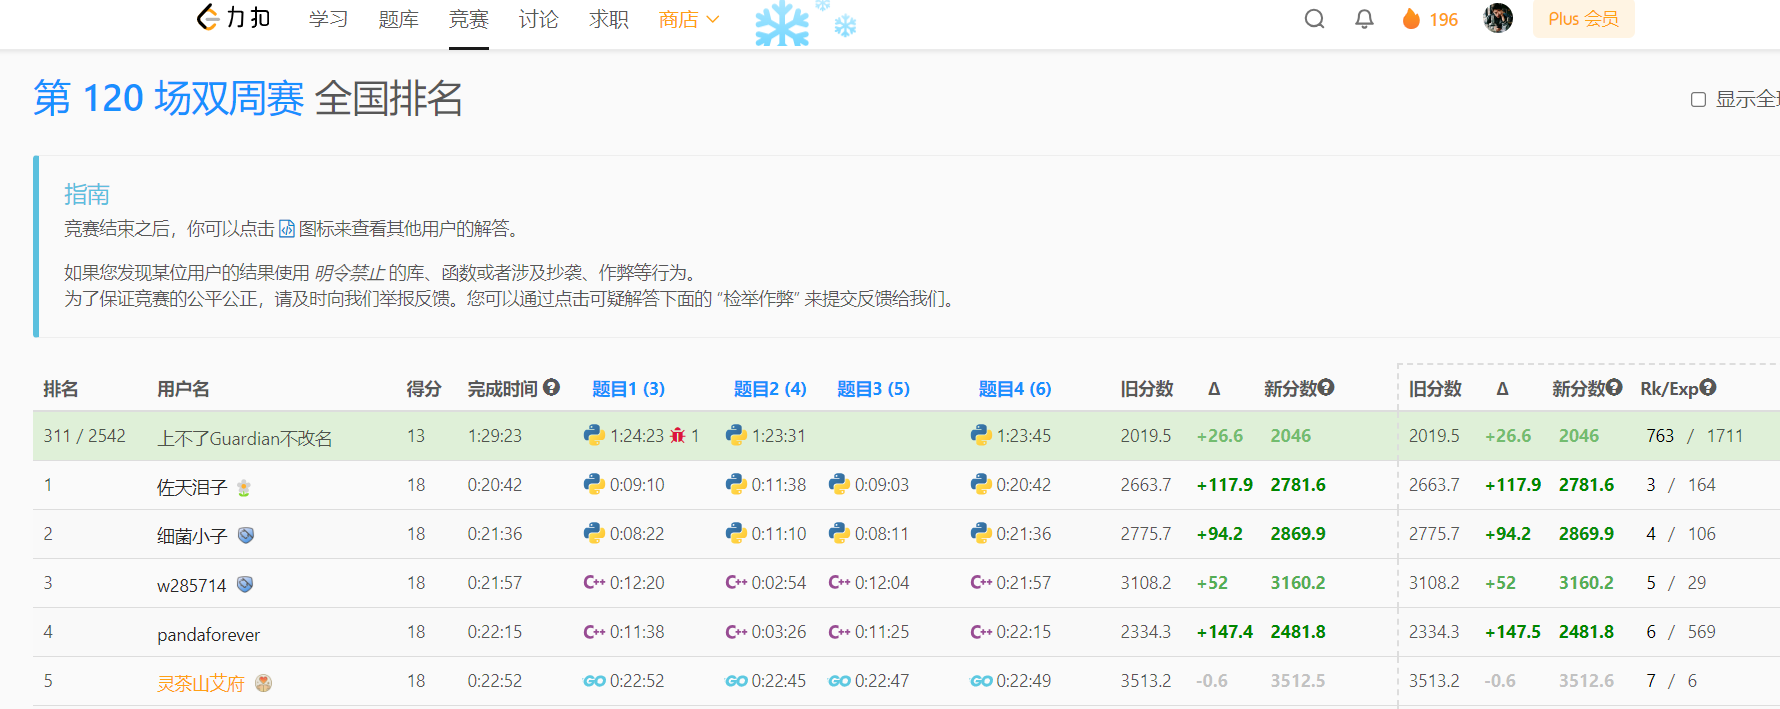 力扣 学习 题库 竞赛 讨论 求职 商店 196 Plus 会员
第 120 场双周赛 全国排名
显示全
指南
竞赛结束之后，你可以点击 图标来查看其他用户的解答。
如果您发现某位用户的结果使用 明令禁止 的库、函数或者涉及抄袭、作弊等行为。
为了保证竞赛的公平公正，请及时向我们举报反馈。您可以通过点击可疑解答下面的 “检举作弊” 来提交反馈给我们。
排名 用户名 得分 完成时间 题目1 (3) 题目2 (4) 题目3 (5) 题目4 (6) 旧分数 Δ 新分数 旧分数 Δ 新分数 Rk/Exp
311 / 2542 上不了Guardian不改名 13 1:29:23 1:24:23 1 1:23:31 1:23:45 2019.5 +26.6 2046 2019.5 +26.6 2046 763 / 1711
1 佐天泪子 18 0:20:42 0:09:10 0:11:38 0:09:03 0:20:42 2663.7 +117.9 2781.6 2663.7 +117.9 2781.6 3 / 164
2 细菌小子 18 0:21:36 0:08:22 0:11:10 0:08:11 0:21:36 2775.7 +94.2 2869.9 2775.7 +94.2 2869.9 4 / 106
3 w285714 18 0:21:57 C++ 0:12:20 C++ 0:02:54 C++ 0:12:04 C++ 0:21:57 3108.2 +52 3160.2 3108.2 +52 3160.2 5 / 29
4 pandaforever 18 0:22:15 C++ 0:11:38 C++ 0:03:26 C++ 0:11:25 C++ 0:22:15 2334.3 +147.4 2481.8 2334.3 +147.5 2481.8 6 / 569
5 灵茶山艾府 18 0:22:52 GO 0:22:52 GO 0:22:45 GO 0:22:47 GO 0:22:49 3513.2 -0.6 3512.5 3513.2 -0.6 3512.6 7 / 6